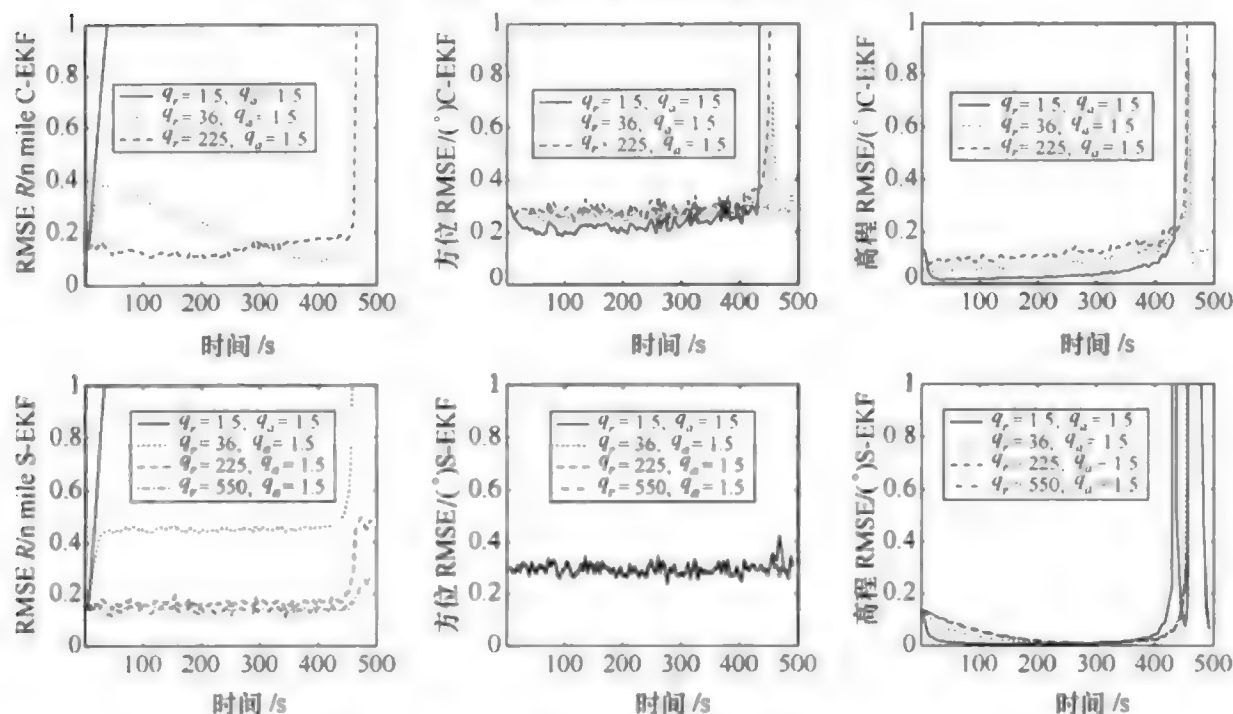 RMSE R/n mile C-EKF
1
0.8
0.6
0.4
0.2
0
100 200 300 400 500
时间 /s
q_r = 1.5, q_a = 1.5
q_r = 36, q_a = 1.5
q_r = 225, q_a = 1.5
方位 RMSE/(°)C-EKF
1
0.8
0.6
0.4
0.2
0
100 200 300 400 500
时间 /s
q_r = 1.5, q_a = 1.5
q_r = 36, q_a = 1.5
q_r = 225, q_a = 1.5
高程 RMSE/(°)C-EKF
1
0.8
0.6
0.4
0.2
0
100 200 300 400 500
时间 /s
q_r = 1.5, q_a = 1.5
q_r = 36, q_a = 1.5
q_r = 225, q_a = 1.5
RMSE R/n mile S-EKF
1
0.8
0.6
0.4
0.2
0
100 200 300 400 500
时间 /s
q_r = 1.5, q_a = 1.5
q_r = 36, q_a = 1.5
q_r = 225, q_a = 1.5
q_r = 550, q_a = 1.5
方位 RMSE/(°)S-EKF
1
0.8
0.6
0.4
0.2
0
100 200 300 400 500
时间 /s
q_r = 1.5, q_a = 1.5
q_r = 36, q_a = 1.5
q_r = 225, q_a = 1.5
q_r = 550, q_a = 1.5
高程 RMSE/(°)S-EKF
1
0.8
0.6
0.4
0.2
0
100 200 300 400 500
时间 /s
q_r = 1.5, q_a = 1.5
q_r = 36, q_a = 1.5
q_r = 225, q_a = 1.5
q_r = 550, q_a = 1.5